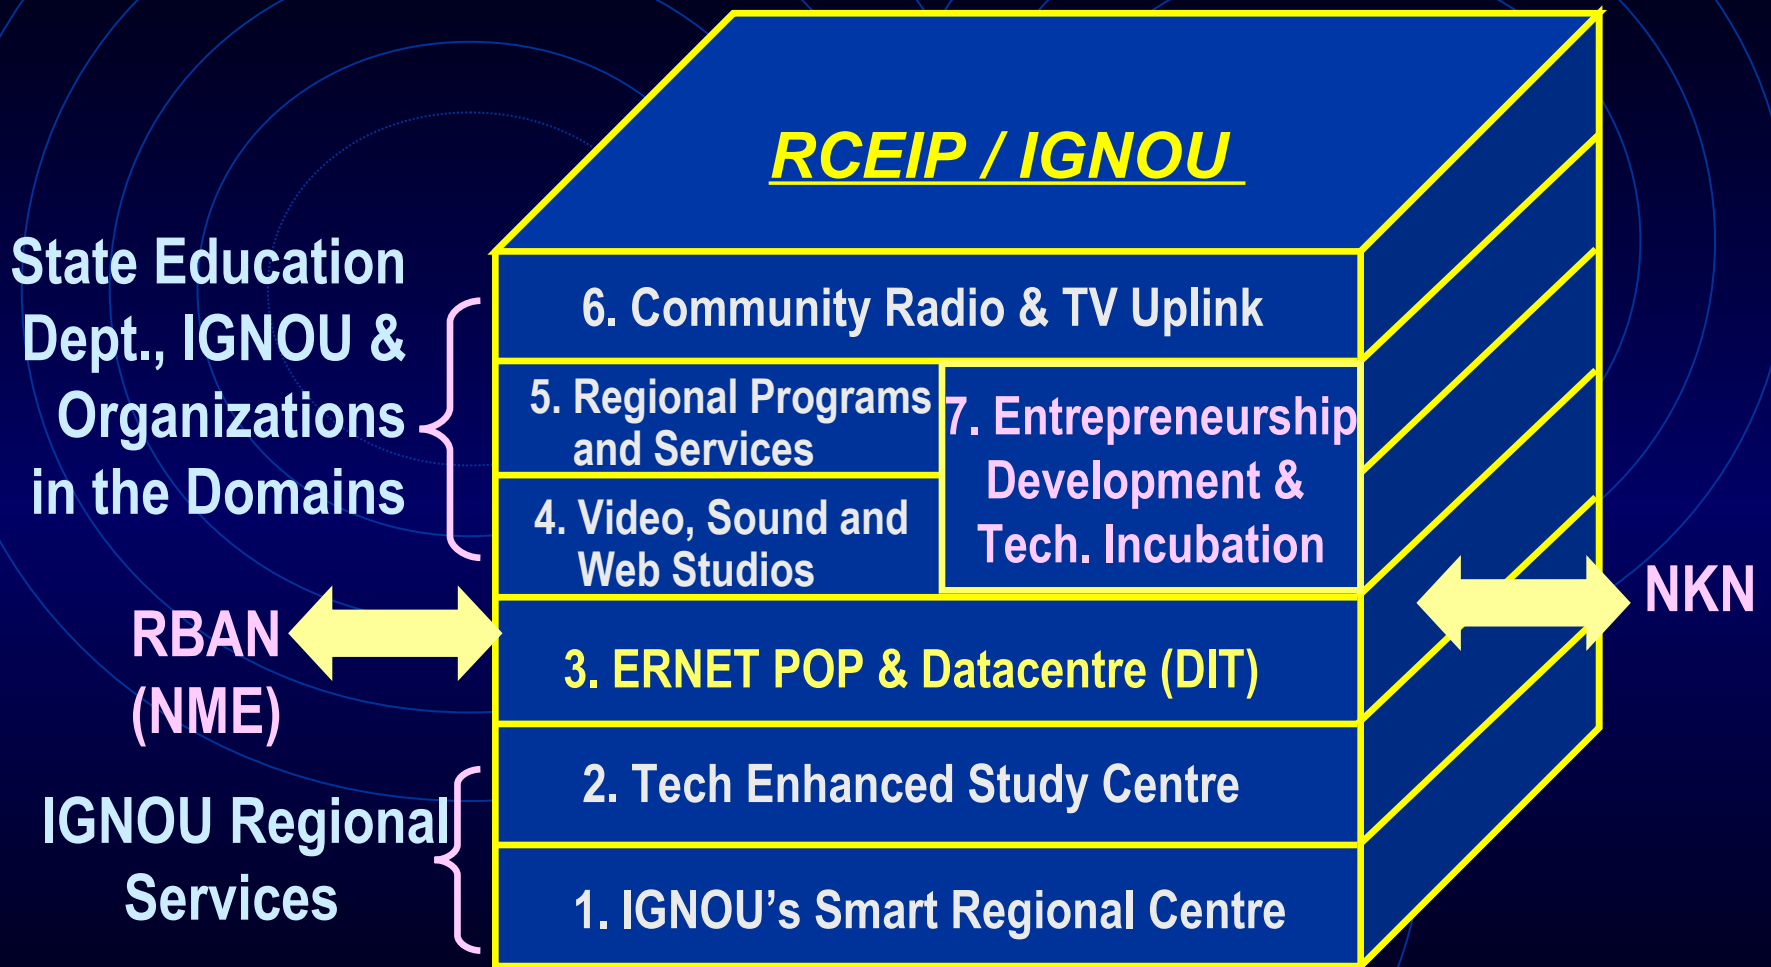 RCEIP / IGNOU
State Education
Dept., IGNOU &
Organizations
in the Domains
6. Community Radio & TV Uplink
5. Regional Programs
and Services
7. Entrepreneurship
Development &
Tech. Incubation
4. Video, Sound and
Web Studios
RBAN
(NME)
3. ERNET POP & Datacentre (DIT)
NKN
IGNOU Regional
Services
2. Tech Enhanced Study Centre
1. IGNOU’s Smart Regional Centre